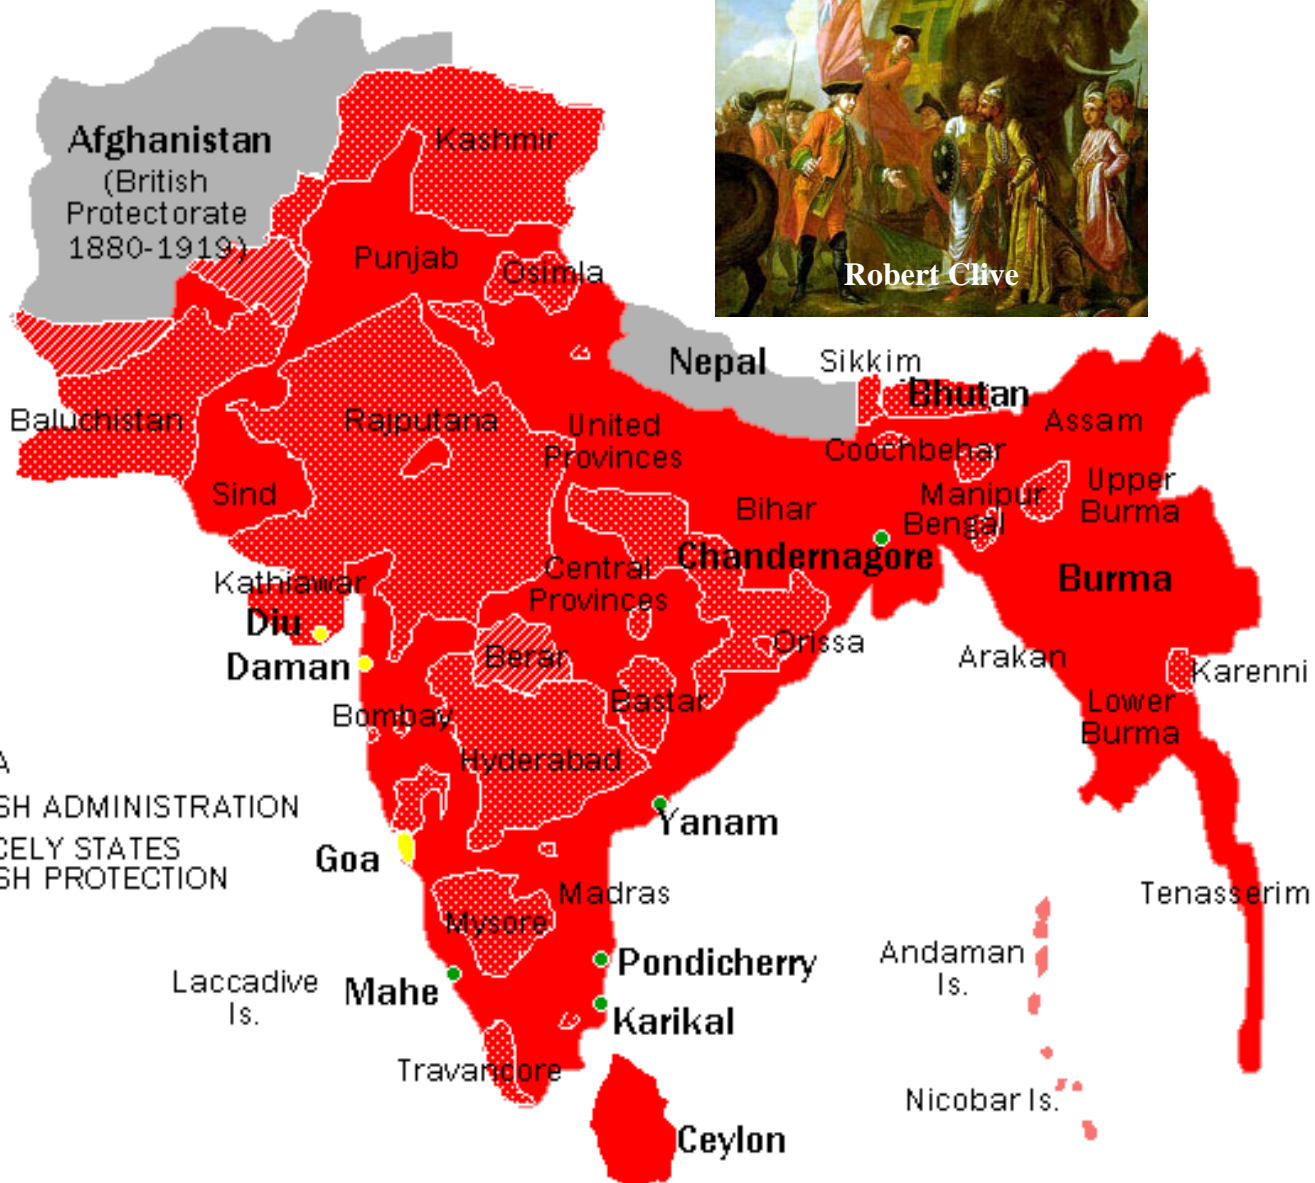 Robert Clive
Afghanistan
(British
Protectorate
1880-1919)
Kashmir
Punjab
Osimla
Nepal
Sikkim
Bhutan
Assam
Baluchistan
Rajputana
United
Provinces
Coochbehar
Sind
Bihar
Manipur
Upper
Burma
Bengal
Chandernagore
Kathiawar
Central
Provinces
Burma
Diu
Daman
Berar
Orissa
Arakan
Karenni
Bombay
Bastar
Lower
Burma
Hyderabad
A
SH ADMINISTRATION
CELY STATES
SH PROTECTION
Yanam
Goa
Madras
Tenasserim
Mysore
Pondicherry
Andaman
Is.
Laccadive
Is.
Mahe
Karikal
Travancore
Nicobar Is.
Ceylon